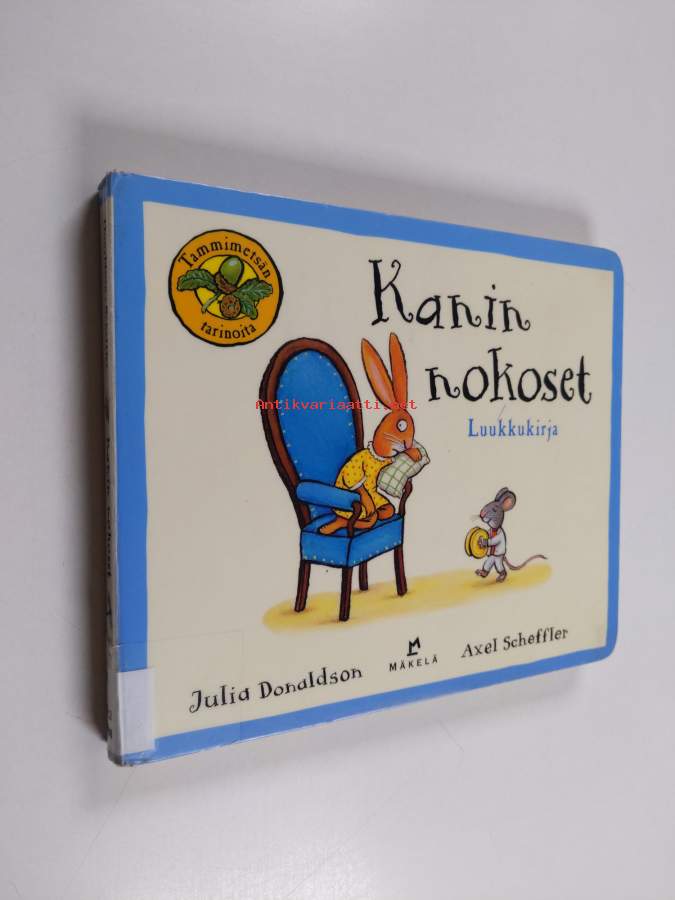 Tammimetsän
tarinoita
Kanin
nokoset
Luukkukirja
Antikvariaatti.net
Julia Donaldson
MÄKELÄ
Axel Scheffler